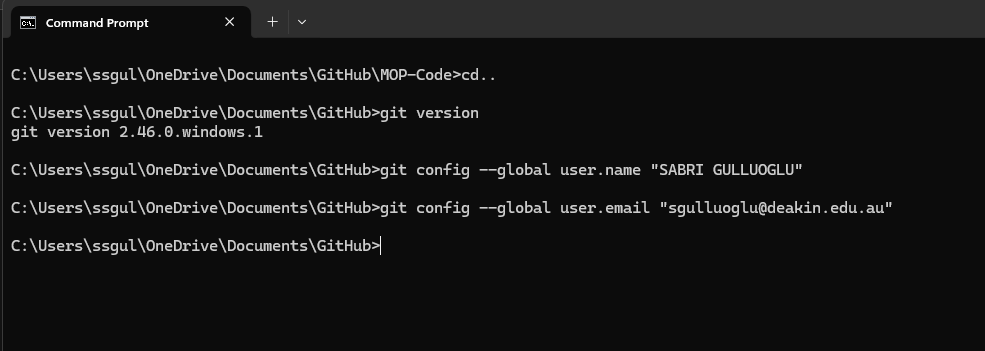 Command Prompt
C:\Users\ssgul\OneDrive\Documents\GitHub\MOP-Code>cd..
C:\Users\ssgul\OneDrive\Documents\GitHub>git version
git version 2.46.0.windows.1
C:\Users\ssgul\OneDrive\Documents\GitHub>git config --global user.name "SABRI GULLUOGLU"
C:\Users\ssgul\OneDrive\Documents\GitHub>git config --global user.email "sgulluoglu@deakin.edu.au"
C:\Users\ssgul\OneDrive\Documents\GitHub>